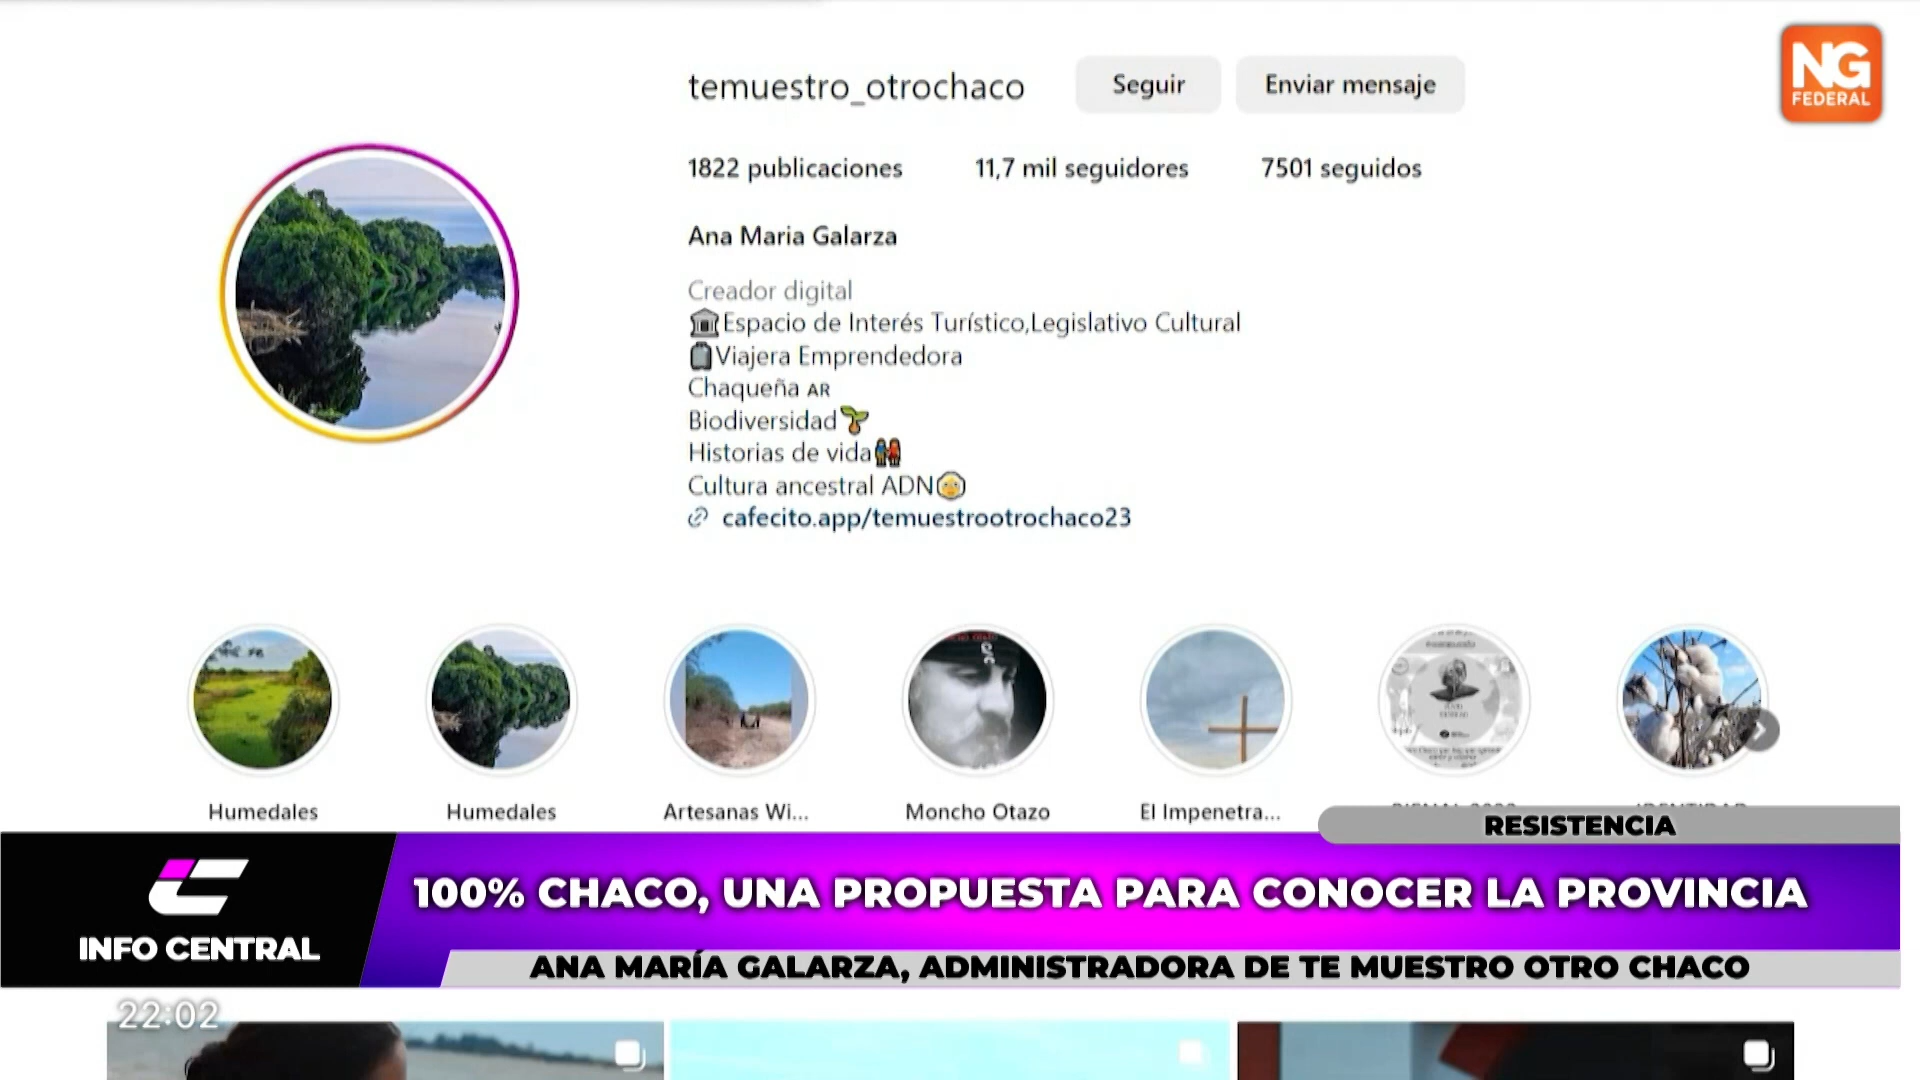 temuestro_otrochaco Seguir Enviar mensaje
NG
FEDERAL
1822 publicaciones 11,7 mil seguidores 7501 seguidos
Ana Maria Galarza
Creador digital
🏛️Espacio de Interés Turístico,Legislativo Cultural
🧳Viajera Emprendedora
Chaqueña AR
Biodiversidad🌱
Historias de vida👫
Cultura ancestral ADN🧓
cafecito.app/temuestrootrochaco23
Humedales Humedales Artesanas Wi... Moncho Otazo El Impenetra...
RESISTENCIA
100% CHACO, UNA PROPUESTA PARA CONOCER LA PROVINCIA
INFO CENTRAL
ANA MARÍA GALARZA, ADMINISTRADORA DE TE MUESTRO OTRO CHACO
22:02